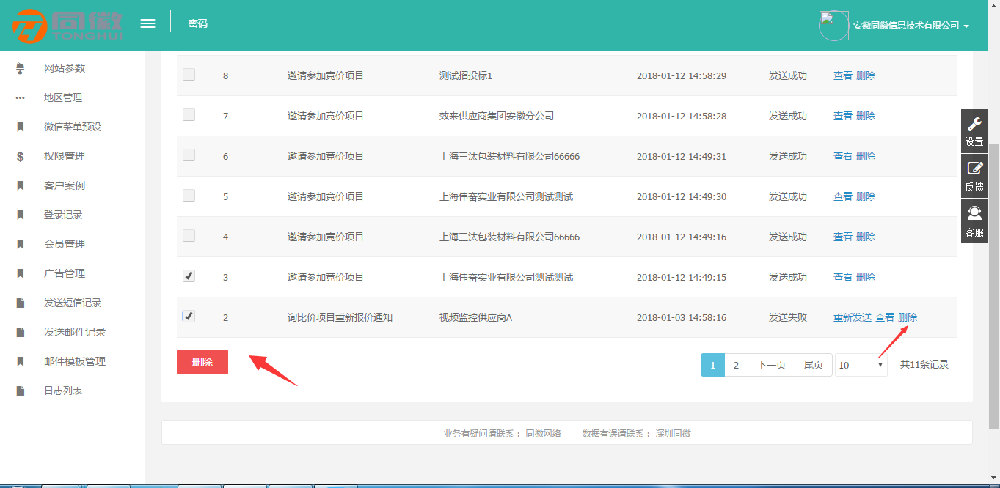 同徽
TONGHUI
密码
安徽同徽信息技术有限公司
网站参数
地区管理
微信菜单预设
权限管理
客户案例
登录记录
会员管理
广告管理
发送短信记录
发送邮件记录
邮件模板管理
日志列表
8 邀请参加竞价项目 测试招投标1 2018-01-12 14:58:29 发送成功 查看 删除
7 邀请参加竞价项目 效来供应商集团安徽分公司 2018-01-12 14:58:28 发送成功 查看 删除
6 邀请参加竞价项目 上海三汰包装材料有限公司66666 2018-01-12 14:49:31 发送成功 查看 删除
5 邀请参加竞价项目 上海伟奋实业有限公司测试测试 2018-01-12 14:49:30 发送成功 查看 删除
4 邀请参加竞价项目 上海三汰包装材料有限公司66666 2018-01-12 14:49:16 发送成功 查看 删除
3 邀请参加竞价项目 上海伟奋实业有限公司测试测试 2018-01-12 14:49:15 发送成功 查看 删除
2 询比价项目重新报价通知 视频监控供应商A 2018-01-03 14:58:16 发送失败 重新发送 查看 删除
删除
1 2 下一页 尾页 10 共11条记录
设置
反馈
客服
业务有疑问请联系： 同徽网络 数据有误请联系： 深圳同徽